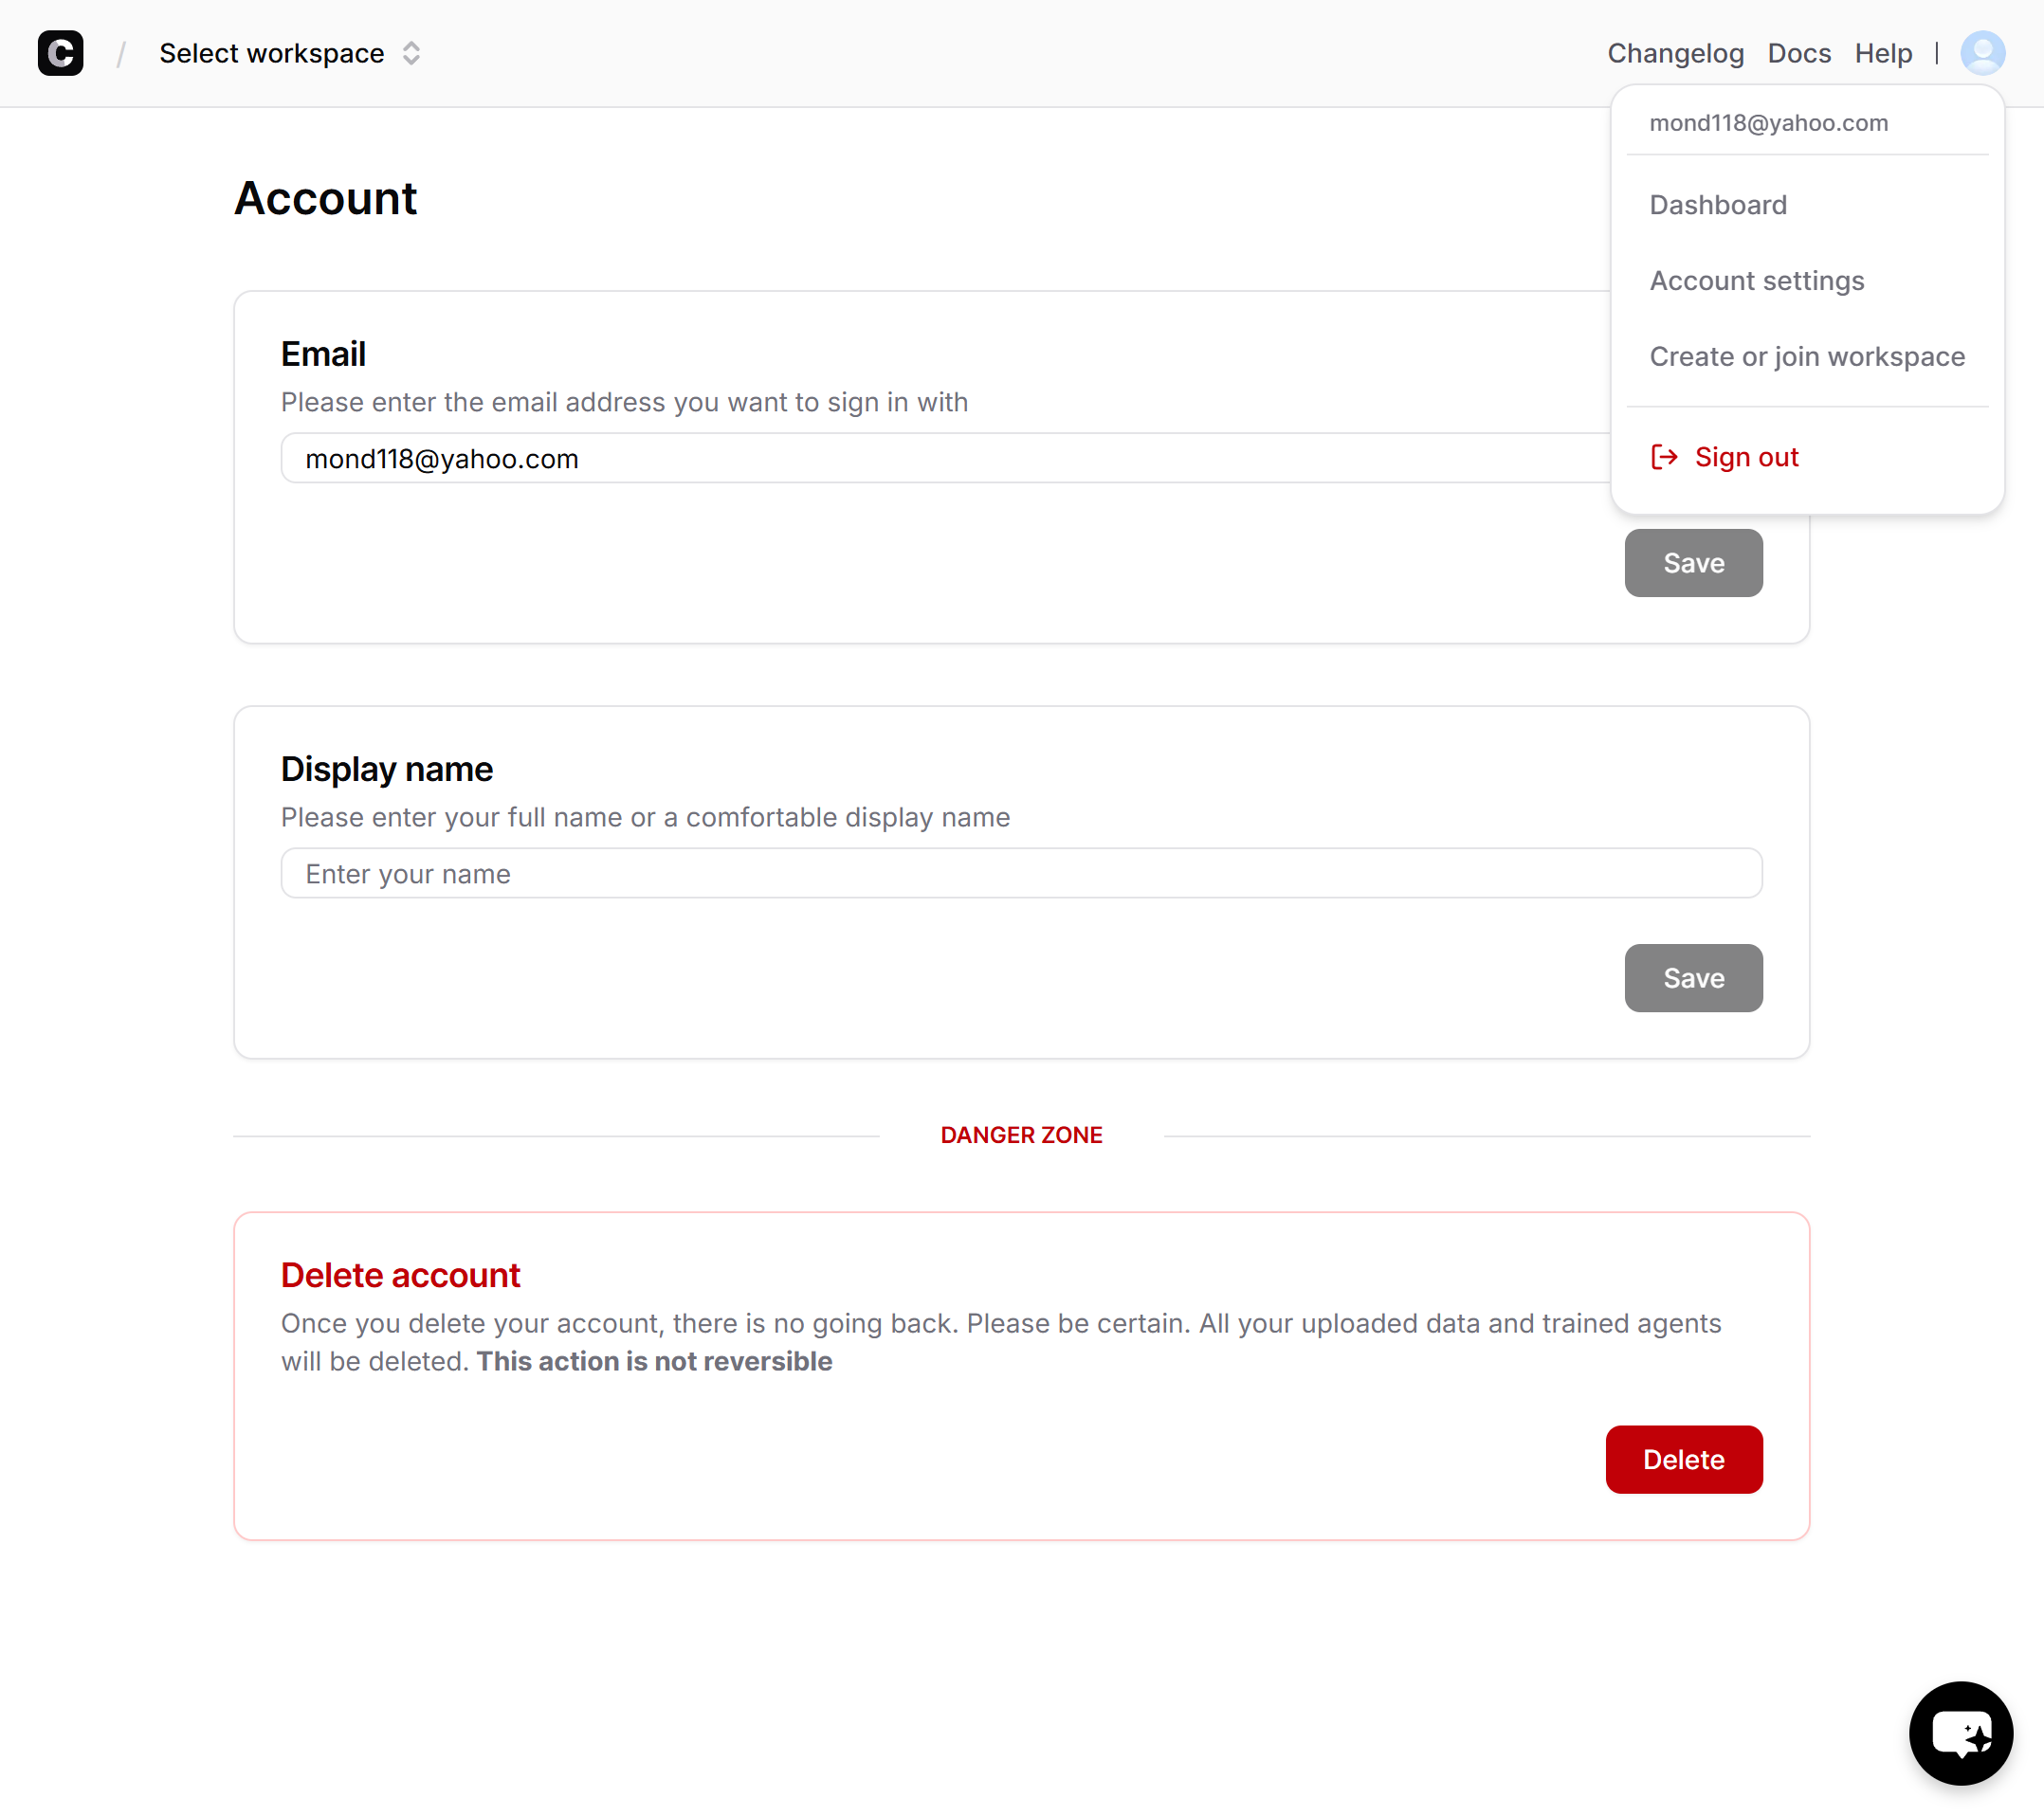 C / Select workspace
Changelog Docs Help |
mond118@yahoo.com
Dashboard
Account settings
Create or join workspace
Sign out
Account
Email
Please enter the email address you want to sign in with
mond118@yahoo.com
Save
Display name
Please enter your full name or a comfortable display name
Enter your name
Save
DANGER ZONE
Delete account
Once you delete your account, there is no going back. Please be certain. All your uploaded data and trained agents
will be deleted. This action is not reversible
Delete